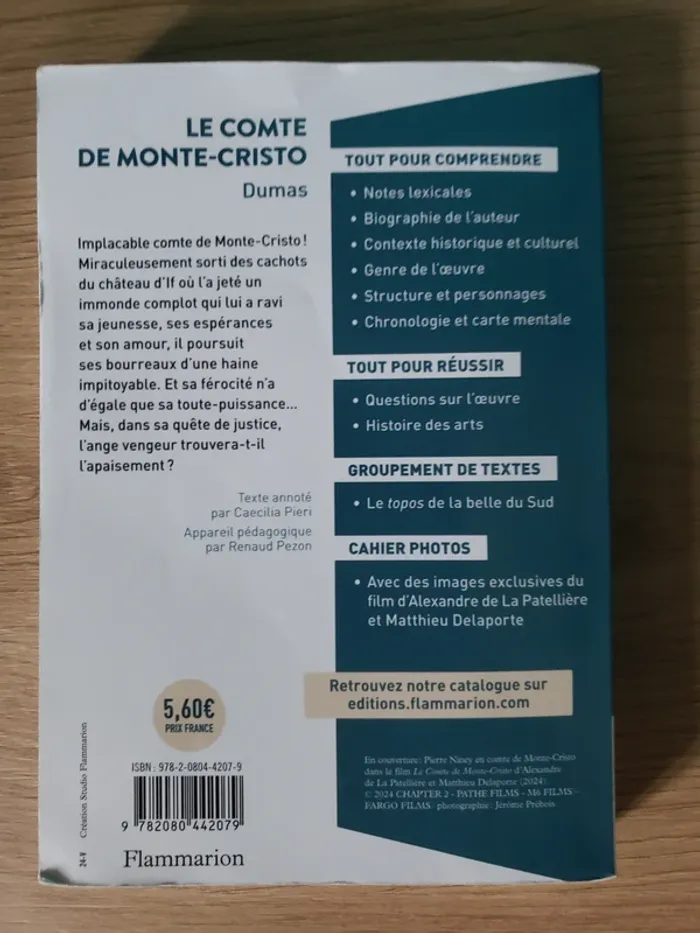 LE COMTE
DE MONTE-CRISTO
Dumas
Implacable comte de Monte-Cristo !
Miraculeusement sorti des cachots
du château d'If où l'a jeté un
immonde complot qui lui a ravi
sa jeunesse, ses espérances
et son amour, il poursuit
ses bourreaux d'une haine
impitoyable. Et sa férocité n'a
d'égale que sa toute-puissance...
Mais, dans sa quête de justice,
l'ange vengeur trouvera-t-il
l'apaisement ?
Texte annoté
par Caecilia Pieri
Appareil pédagogique
par Renaud Pezon
5,60€
PRIX FRANCE
ISBN : 978-2-0804-4207-9
9 782080 442079
Flammarion
24-V Création Studio Flammarion
TOUT POUR COMPRENDRE
• Notes lexicales
• Biographie de l'auteur
• Contexte historique et culturel
• Genre de l'œuvre
• Structure et personnages
• Chronologie et carte mentale
TOUT POUR RÉUSSIR
• Questions sur l'œuvre
• Histoire des arts
GROUPEMENT DE TEXTES
• Le topos de la belle du Sud
CAHIER PHOTOS
• Avec des images exclusives du
film d'Alexandre de La Patellière
et Matthieu Delaporte
Retrouvez notre catalogue sur
editions.flammarion.com
En couverture : Pierre Niney en comte de Monte-Cristo
dans le film Le Comte de Monte-Cristo d'Alexandre
de La Patellière et Matthieu Delaporte (2024).
© 2024 CHAPTER 2 - PATHE FILMS - M6 FILMS -
FARGO FILMS photographie : Jérôme Prébois